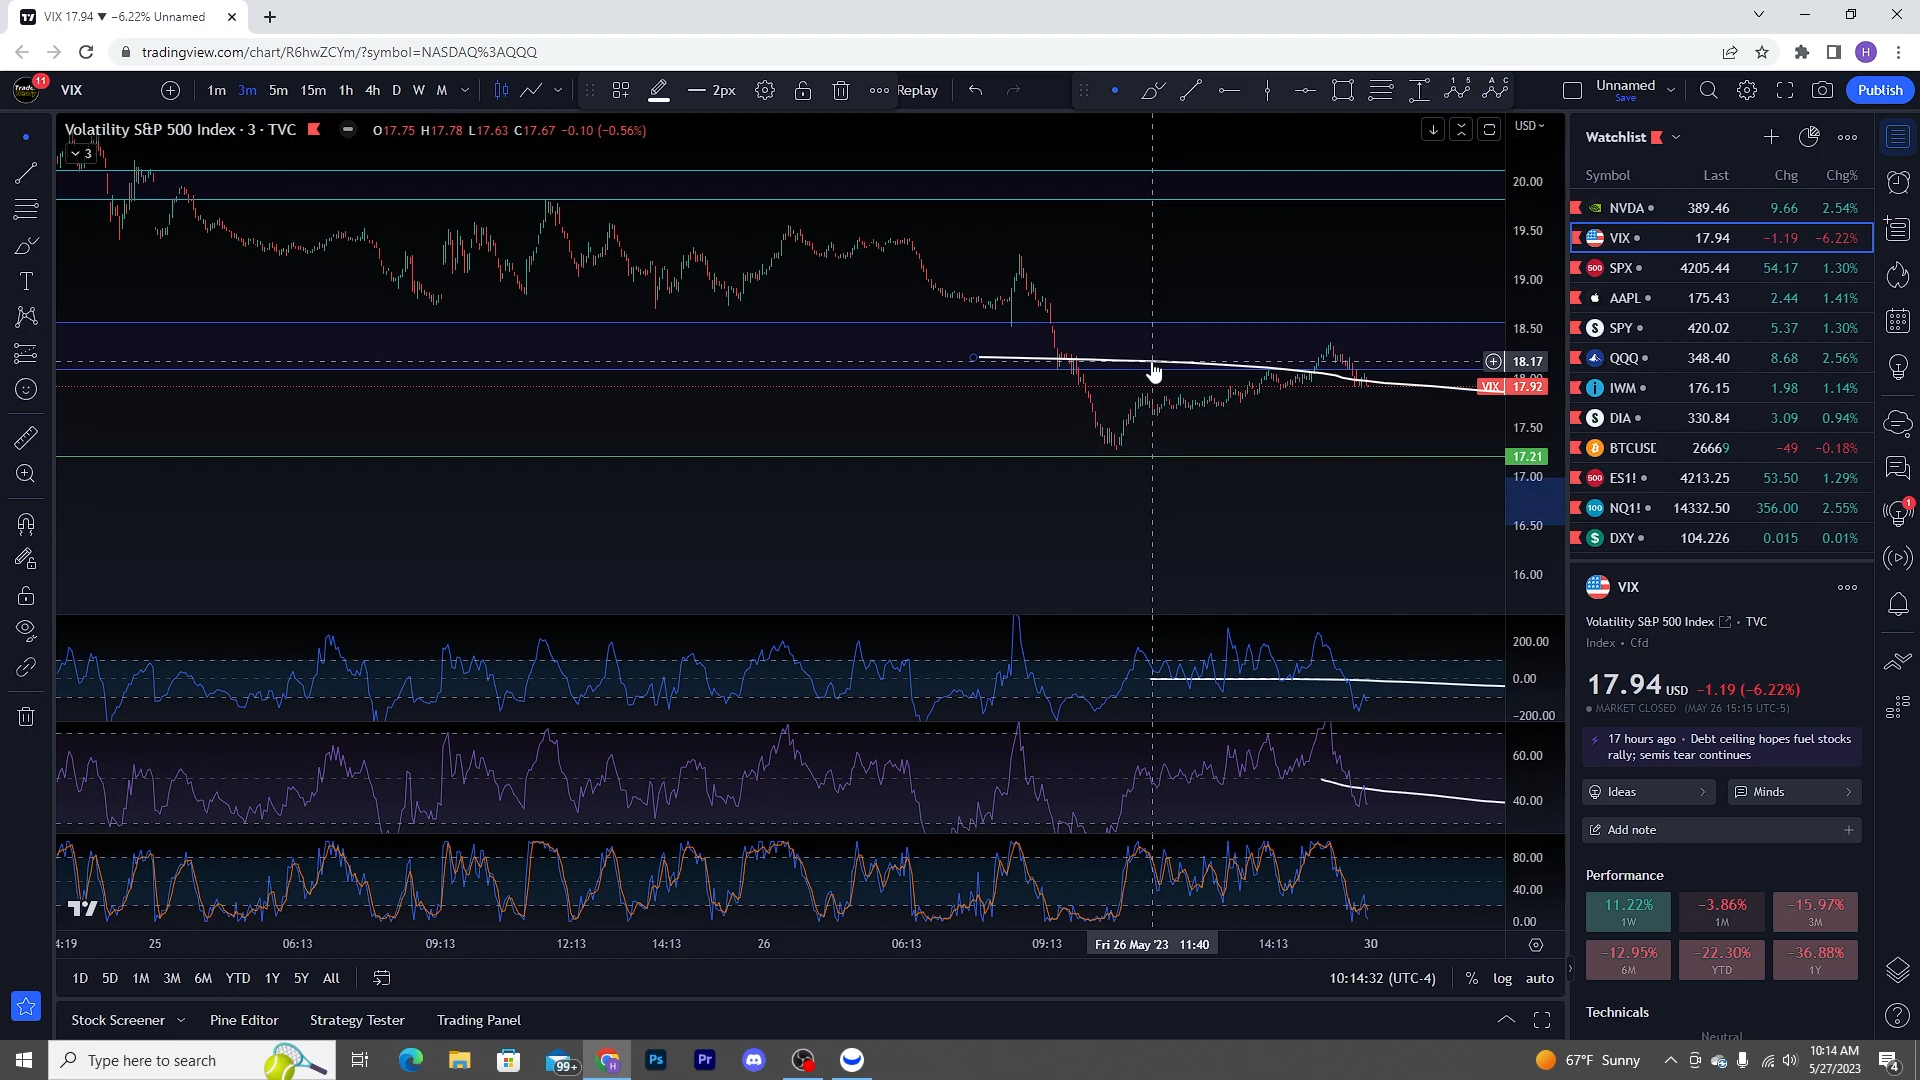 VIX 17.94 ▼ −6.22% Unnamed
tradingview.com/chart/R6hwZCYm/?symbol=NASDAQ%3AQQQ
H
11
VIX
1m 3m 5m 15m 1h 4h D W M
2px
Replay
Unnamed
Save
Publish
Volatility S&P 500 Index · 3 · TVC
O17.75 H17.78 L17.63 C17.67 −0.10 (−0.56%)
3
USD
20.00
19.50
19.00
18.50
18.17
VIX 17.92
17.50
17.21
17.00
16.50
16.00
200.00
0.00
−200.00
60.00
40.00
80.00
40.00
0.00
4:19 25 06:13 09:13 12:13 14:13 26 06:13 09:13 Fri 26 May '23 11:40 14:13 30
1D 5D 1M 3M 6M YTD 1Y 5Y All
10:14:32 (UTC-4) % log auto
Stock Screener Pine Editor Strategy Tester Trading Panel
Watchlist
Symbol Last Chg Chg%
NVDA 389.46 9.66 2.54%
VIX 17.94 −1.19 −6.22%
500 SPX 4205.44 54.17 1.30%
AAPL 175.43 2.44 1.41%
S SPY 420.02 5.37 1.30%
QQQ 348.40 8.68 2.56%
IWM 176.15 1.98 1.14%
S DIA 330.84 3.09 0.94%
BTCUSD 26669 −49 −0.18%
500 ES1! 4213.25 53.50 1.29%
100 NQ1! 14332.50 356.00 2.55%
$ DXY 104.226 0.015 0.01%
VIX
Volatility S&P 500 Index · TVC
Index · Cfd
17.94 USD −1.19 (−6.22%)
MARKET CLOSED (MAY 26 15:15 UTC-5)
17 hours ago · Debt ceiling hopes fuel stocks
rally; semis tear continues
Ideas Minds
Add note
Performance
11.22% −3.86% −15.97%
1W 1M 3M
−12.95% −22.30% −36.88%
6M YTD 1Y
Technicals
Neutral
1
Type here to search
99+
Ps
Pr
67°F Sunny
10:14 AM
5/27/2023
4